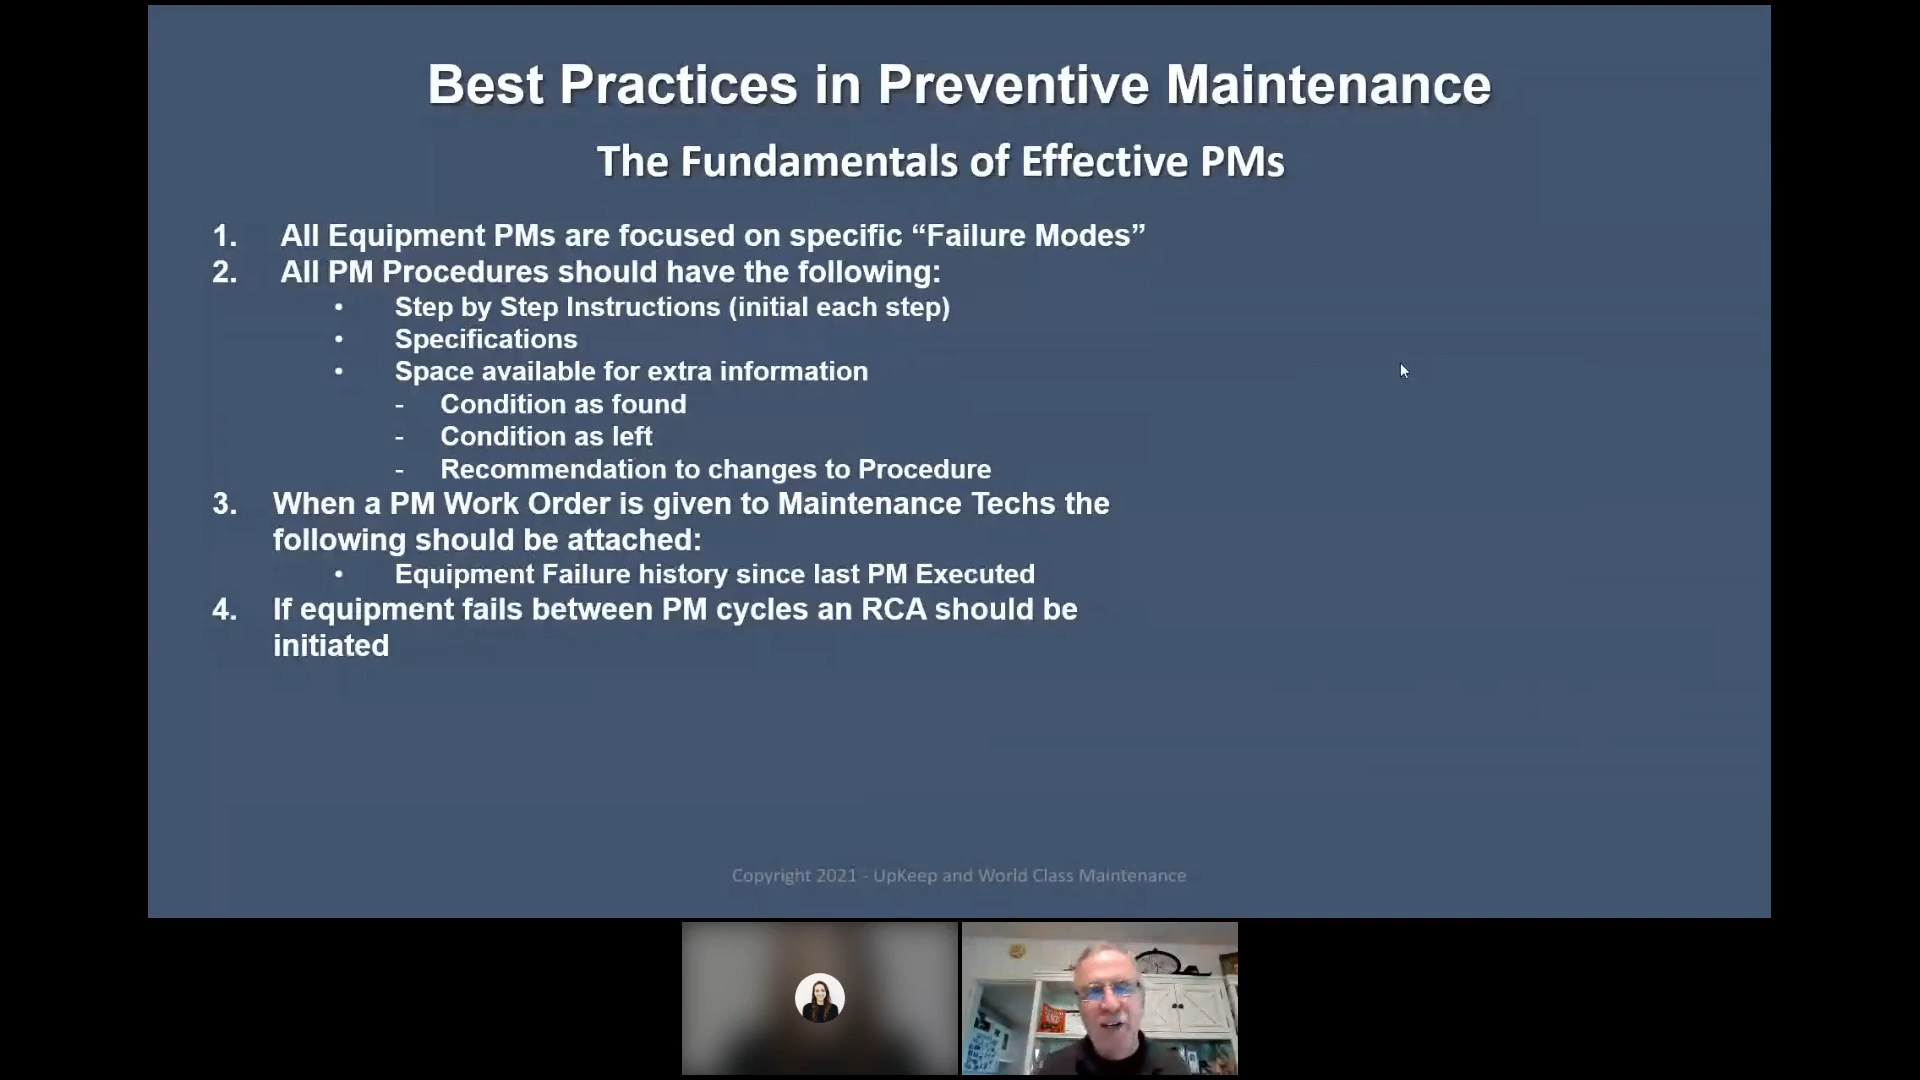 Best Practices in Preventive Maintenance
The Fundamentals of Effective PMs
1. All Equipment PMs are focused on specific “Failure Modes”
2. All PM Procedures should have the following:
• Step by Step Instructions (initial each step)
• Specifications
• Space available for extra information
- Condition as found
- Condition as left
- Recommendation to changes to Procedure
3. When a PM Work Order is given to Maintenance Techs the
following should be attached:
• Equipment Failure history since last PM Executed
4. If equipment fails between PM cycles an RCA should be
initiated
Copyright 2021 - UpKeep and World Class Maintenance